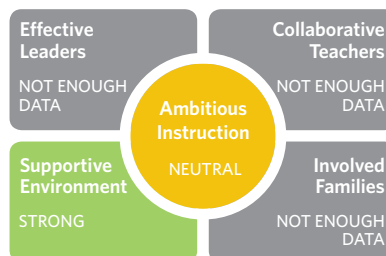 Effective
Leaders
NOT ENOUGH
DATA
Collaborative
Teachers
NOT ENOUGH
DATA
Ambitious
Instruction
NEUTRAL
Supportive
Environment
STRONG
Involved
Families
NOT ENOUGH
DATA